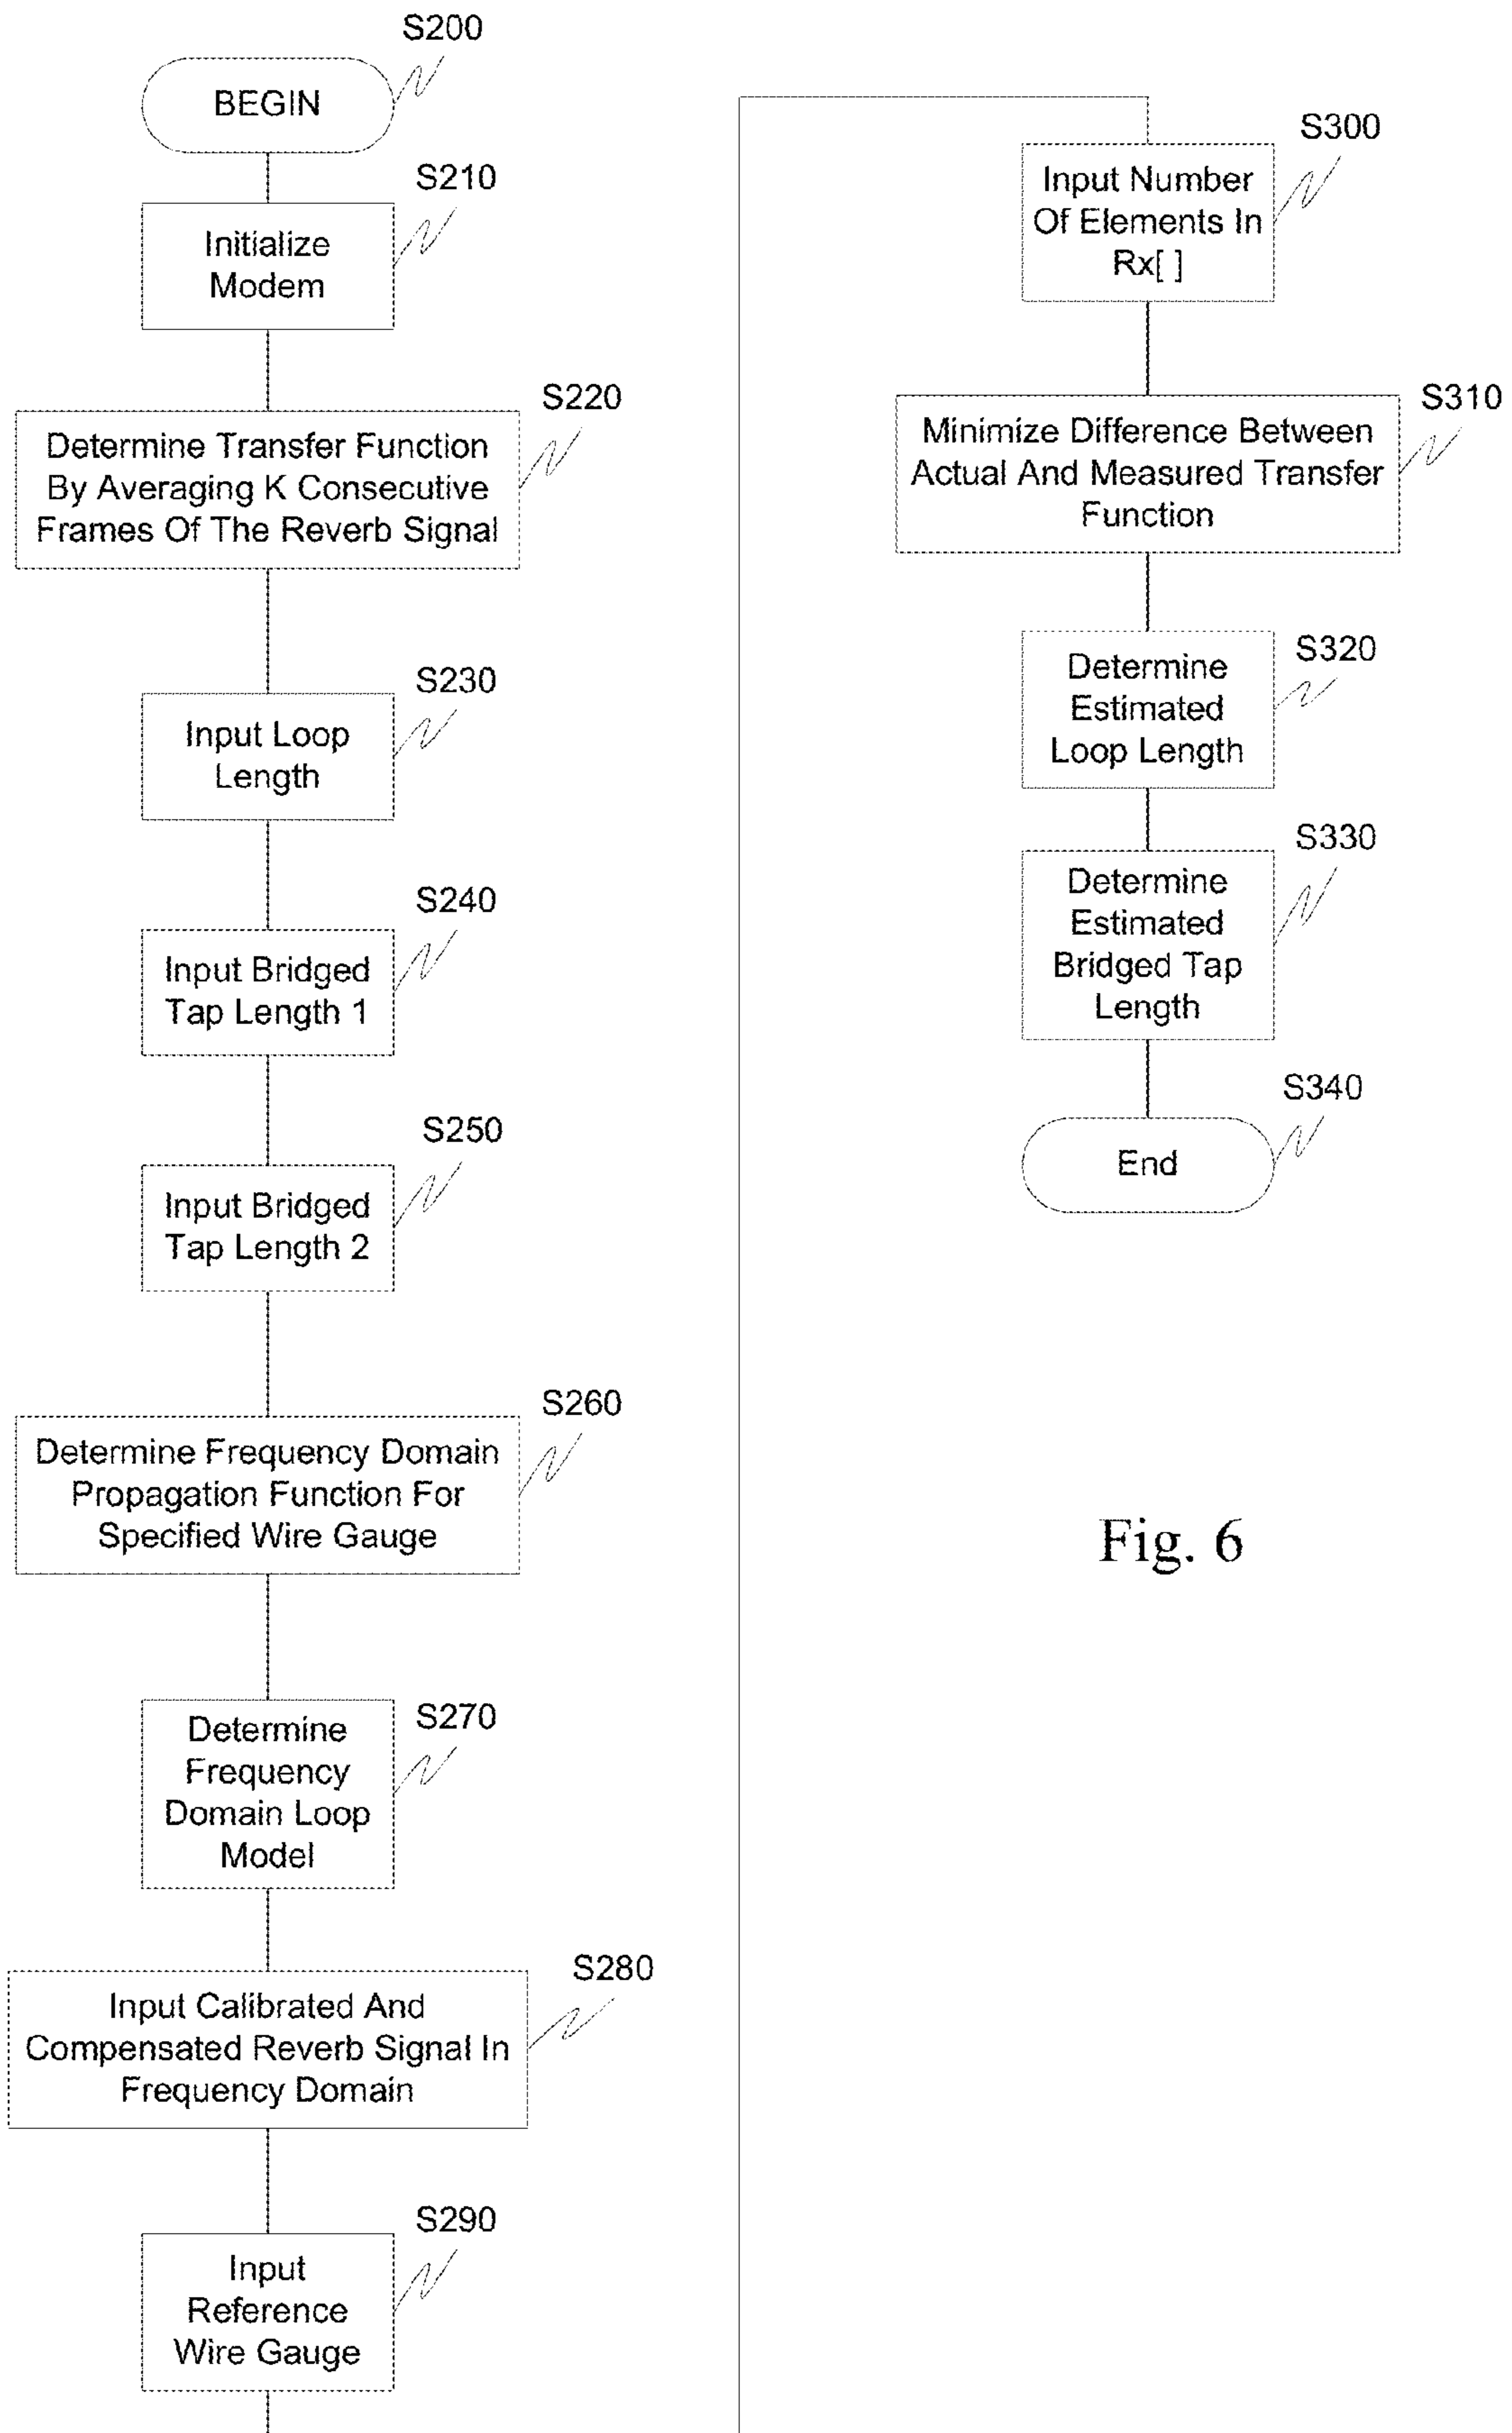 S200
BEGIN
S210
Initialize
Modem
S220
Determine Transfer Function
By Averaging K Consecutive
Frames Of The Reverb Signal
S230
Input Loop
Length
S240
Input Bridged
Tap Length 1
S250
Input Bridged
Tap Length 2
S260
Determine Frequency Domain
Propagation Function For
Specified Wire Gauge
S270
Determine
Frequency
Domain Loop
Model
S280
Input Calibrated And
Compensated Reverb Signal In
Frequency Domain
S290
Input
Reference
Wire Gauge
S300
Input Number
Of Elements In
Rx[ ]
S310
Minimize Difference Between
Actual And Measured Transfer
Function
S320
Determine
Estimated
Loop Length
S330
Determine
Estimated
Bridged Tap
Length
S340
End
Fig. 6